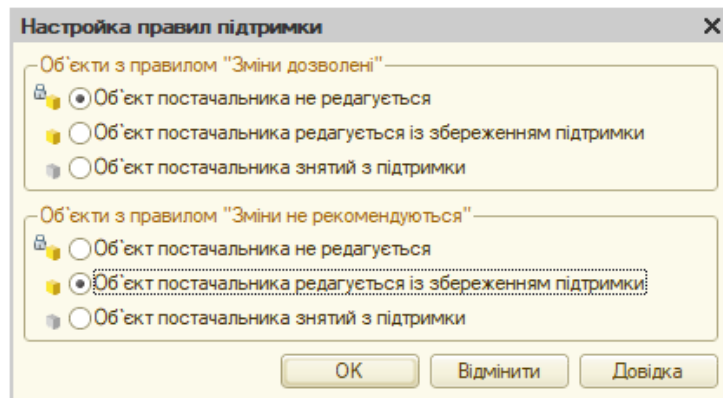 Настройка правил підтримки
Об`єкти з правилом "Зміни дозволені"
Об`єкт постачальника не редагується
Об`єкт постачальника редагується із збереженням підтримки
Об`єкт постачальника знятий з підтримки
Об`єкти з правилом "Зміни не рекомендуються"
Об`єкт постачальника не редагується
Об`єкт постачальника редагується із збереженням підтримки
Об`єкт постачальника знятий з підтримки
ОК Відмінити Довідка